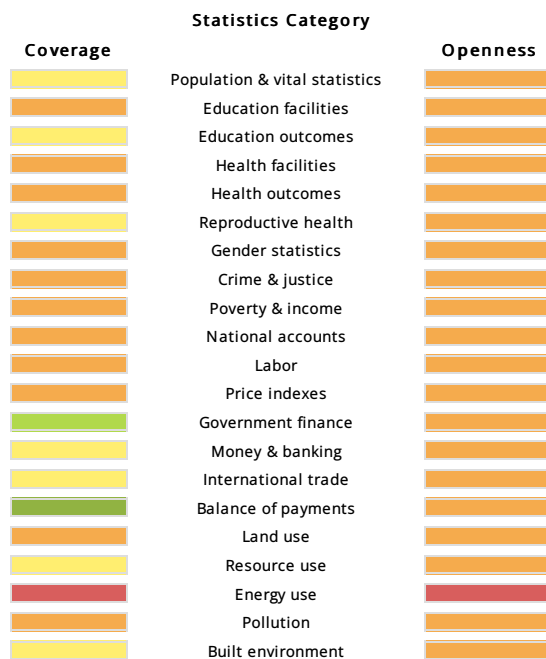 Statistics Category
Coverage
Openness
Population & vital statistics
Education facilities
Education outcomes
Health facilities
Health outcomes
Reproductive health
Gender statistics
Crime & justice
Poverty & income
National accounts
Labor
Price indexes
Government finance
Money & banking
International trade
Balance of payments
Land use
Resource use
Energy use
Pollution
Built environment